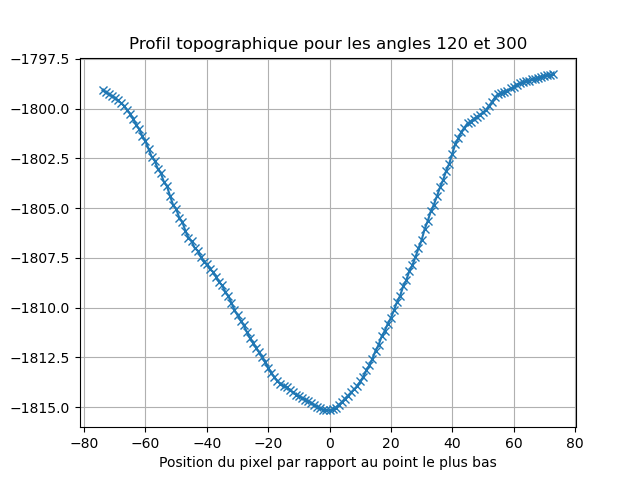 Profil topographique pour les angles 120 et 300
−1797.5
−1800.0
−1802.5
−1805.0
−1807.5
−1810.0
−1812.5
−1815.0
−80 −60 −40 −20 0 20 40 60 80
Position du pixel par rapport au point le plus bas